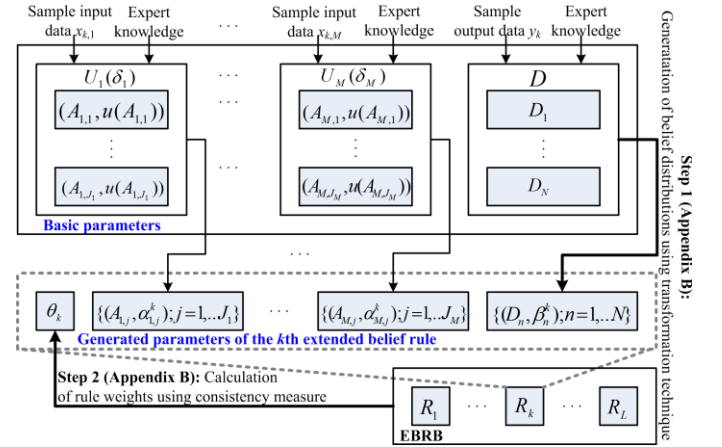 Sample input
data x_{k,1}
Expert
knowledge
· · ·
Sample input
data x_{k,M}
Expert
knowledge
Sample
output data y_k
Expert
knowledge
U_1(δ_1)
(A_{1,1},u(A_{1,1}))
⋮
(A_{1,J_1},u(A_{1,J_1}))
· · ·
· · ·
U_M(δ_M)
(A_{M,1},u(A_{M,1}))
⋮
(A_{M,J_M},u(A_{M,J_M}))
D
D_1
⋮
D_N
Basic parameters
Step 1 (Appendix B):
Generatation of belief distributions using transformation technique
· · ·
θ_k
{(A_{1,j},α^k_{1,j});j=1,..J_1}
· · ·
{(A_{M,j},α^k_{M,j});j=1,..J_M}
{(D_n,β^k_n);n=1,..N}
Generated parameters of the kth extended belief rule
Step 2 (Appendix B): Calculation
of rule weights using consistency measure
R_1
· · ·
R_k
· · ·
R_L
EBRB